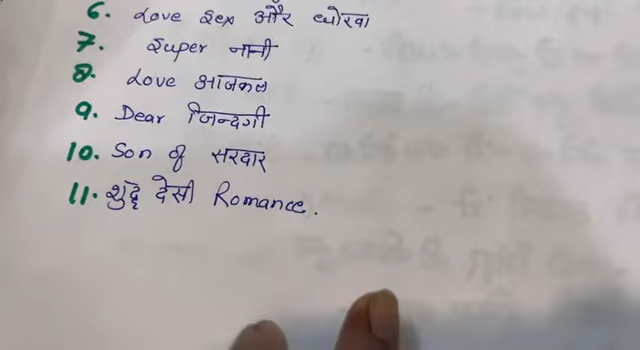 6. Love Sex और धोखा
7. Super नानी
8. Love आजकल
9. Dear जिन्दगी
10. Son of सरदार
11. शुद्ध देसी Romance.